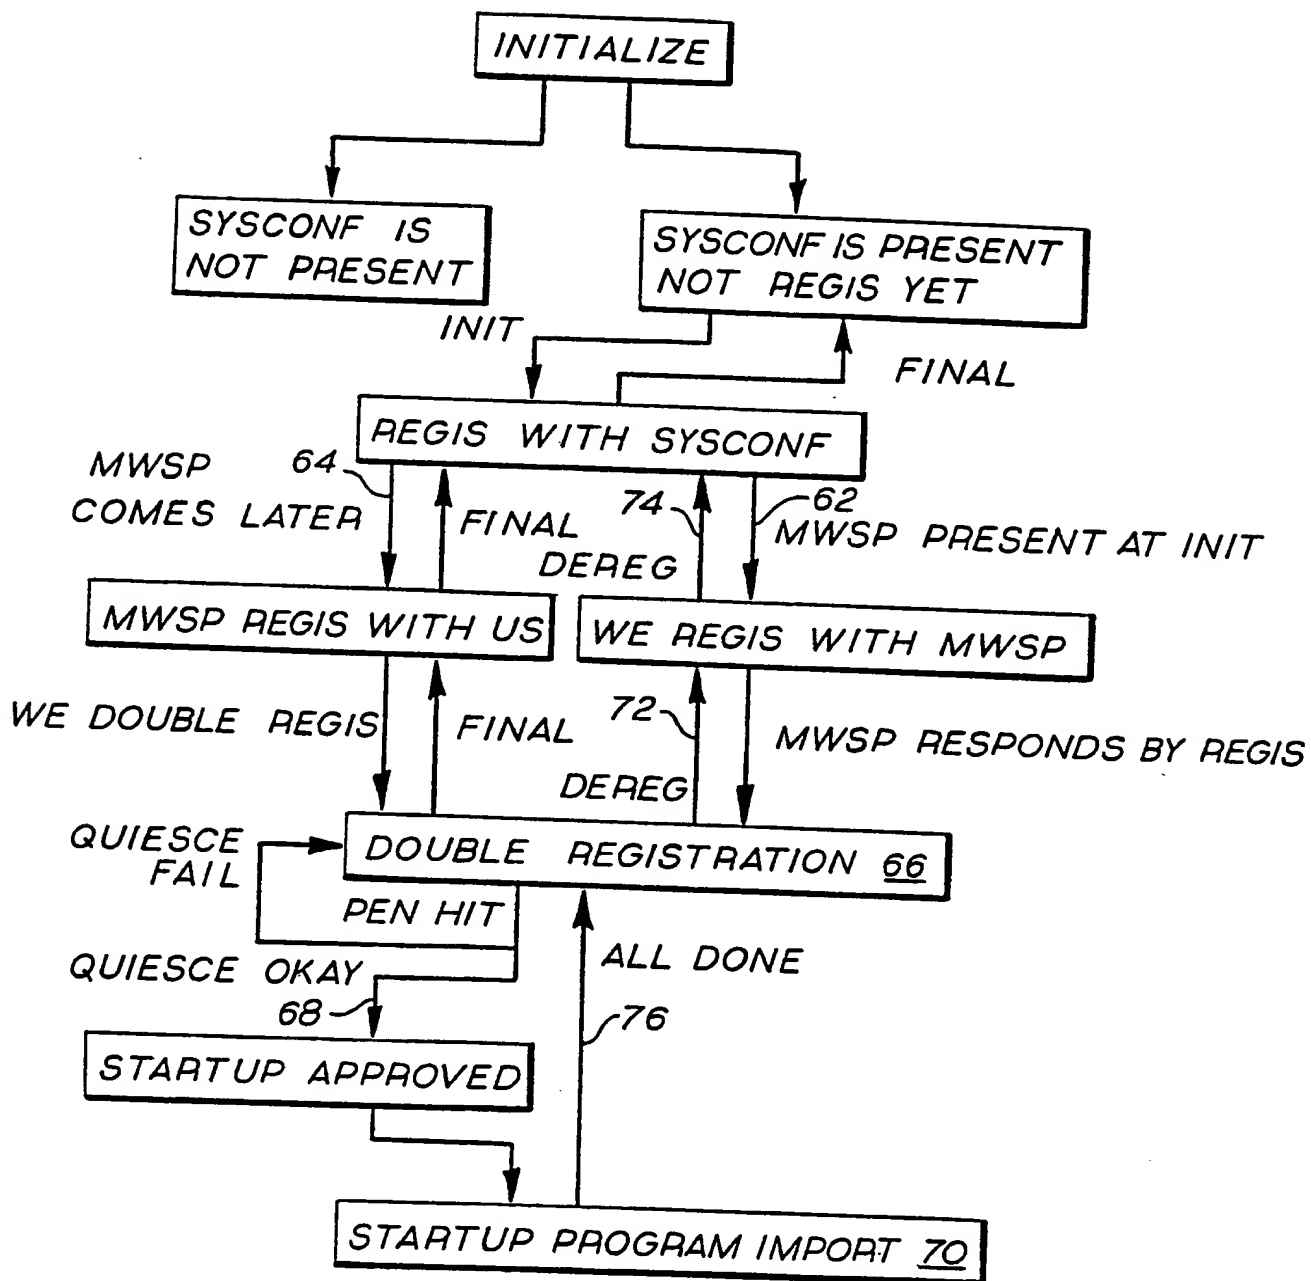 INITIALIZE
SYSCONF IS
NOT PRESENT
SYSCONF IS PRESENT
NOT REGIS YET
INIT
FINAL
REGIS WITH SYSCONF
MWSP
COMES LATER
64
FINAL
74
DEREG
62
MWSP PRESENT AT INIT
MWSP REGIS WITH US
WE REGIS WITH MWSP
WE DOUBLE REGIS
FINAL
72
DEREG
MWSP RESPONDS BY REGIS
QUIESCE
FAIL
DOUBLE REGISTRATION 66
PEN HIT
QUIESCE OKAY
68
ALL DONE
76
STARTUP APPROVED
STARTUP PROGRAM IMPORT 70